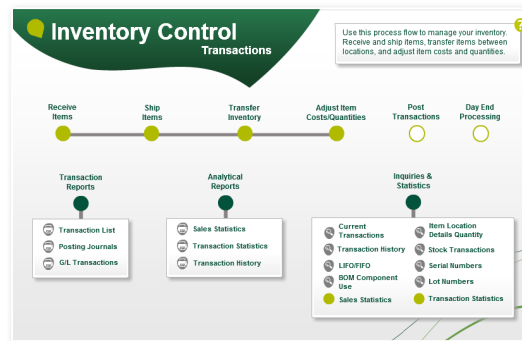 Inventory Control
Transactions
Use this process flow to manage your inventory.
Receive and ship items, transfer items between
locations, and adjust item costs and quantities.
?
Receive
Items
Ship
Items
Transfer
Inventory
Adjust Item
Costs/Quantities
Post
Transactions
Day End
Processing
Transaction
Reports
Transaction List
Posting Journals
G/L Transactions
Analytical
Reports
Sales Statistics
Transaction Statistics
Transaction History
Inquiries &
Statistics
Current
Transactions
Transaction History
LIFO/FIFO
BOM Component
Use
Sales Statistics
Item Location
Details Quantity
Stock Transactions
Serial Numbers
Lot Numbers
Transaction Statistics